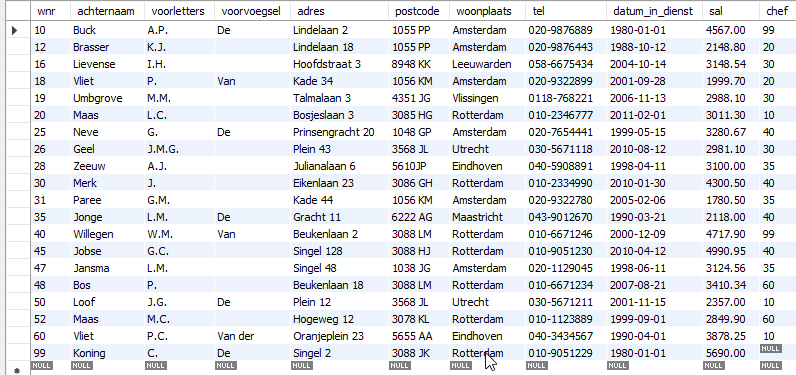 wnr achternaam voorletters voorvoegsel adres postcode woonplaats tel datum_in_dienst sal chef
10 Buck A.P. De Lindelaan 2 1055 PP Amsterdam 020-9876889 1980-01-01 4567.00 99
12 Brasser K.J. Lindelaan 18 1055 PP Amsterdam 020-9876443 1988-10-12 2148.80 20
16 Lievense I.H. Hoofdstraat 3 8948 KK Leeuwarden 058-6675434 2004-10-14 3148.54 30
18 Vliet P. Van Kade 34 1056 KM Amsterdam 020-9322899 2001-09-28 1999.70 20
19 Umbgrove M.M. Talmalaan 3 4351 JG Vlissingen 0118-768221 2006-11-13 2988.10 30
20 Maas L.C. Bosjeslaan 3 3085 HG Rotterdam 010-2346777 2011-02-01 3011.30 10
25 Neve G. De Prinsengracht 20 1048 GP Amsterdam 020-7654441 1999-05-15 3280.67 40
26 Geel J.M.G. Plein 43 3568 JL Utrecht 030-5671118 2010-08-12 2981.10 30
28 Zeeuw A.J. Julianalaan 6 5610JP Eindhoven 040-5908891 1998-04-11 3100.00 35
30 Merk J. Eikenlaan 23 3086 GH Rotterdam 010-2334990 2010-01-30 4300.50 40
31 Paree G.M. Kade 44 1056 KM Amsterdam 020-9322780 2005-02-06 1780.50 35
35 Jonge L.M. De Gracht 11 6222 AG Maastricht 043-9012670 1990-03-21 2118.00 40
40 Willegen W.M. Van Beukenlaan 2 3088 LM Rotterdam 010-6671246 2000-12-09 4717.90 99
45 Jobse G.C. Singel 128 3088 HJ Rotterdam 010-9051230 2010-04-12 4990.95 40
47 Jansma L.M. Singel 48 1038 JG Amsterdam 020-1129045 1998-06-11 3124.56 35
48 Bos P. Beukenlaan 18 3088 LM Rotterdam 010-6671234 2007-08-21 3410.34 60
50 Loof J.G. De Plein 12 3568 JL Utrecht 030-5671211 2001-11-15 2357.00 10
52 Maas M.C. Hogeweg 12 3078 KL Rotterdam 010-1123889 1999-09-01 2849.90 60
60 Vliet P.C. Van der Oranjeplein 23 5655 AA Eindhoven 040-3434567 1990-04-01 3878.25 10
99 Koning C. De Singel 2 3088 JK Rotterdam 010-9051229 1980-01-01 5690.00 NULL
NULL NULL NULL NULL NULL NULL NULL NULL NULL NULL NULL